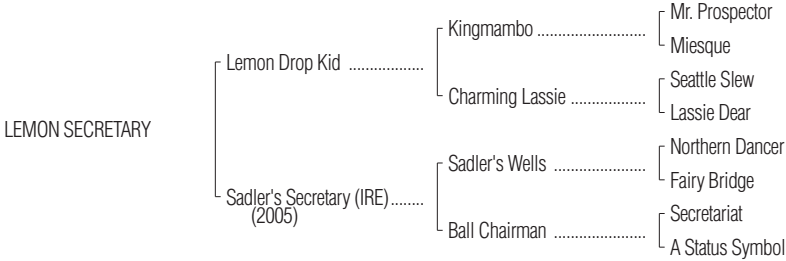 Mr. Prospector
Kingmambo ..........................
Miesque
Lemon Drop Kid ..................
Seattle Slew
Charming Lassie ..................
Lassie Dear
LEMON SECRETARY
Northern Dancer
Sadler's Wells ......................
Fairy Bridge
Sadler's Secretary (IRE)........
(2005)
Secretariat
Ball Chairman ......................
A Status Symbol